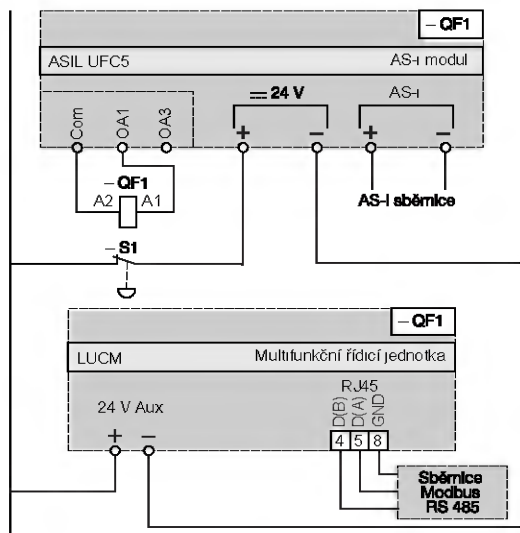 – QF1
ASIL UFC5 AS-i modul
Com OA1 OA3 24 V AS-i
+ – + –
– QF1
A2 A1
AS-i sběrnice
– S1
– QF1
LUCM Multifunkční řídicí jednotka
RJ45
24 V Aux D(B) D(A) GND
+ – 4 5 8
Sběrnice
Modbus
RS 485